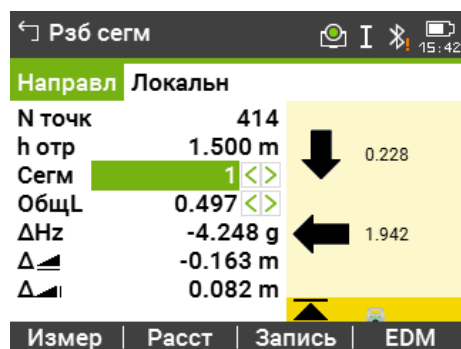 Рзб сегм I 15:42
Направл Локальн
N точк 414
h отр 1.500 m 0.228
Сегм 1
ОбщL 0.497
ΔHz -4.248 g 1.942
Δ -0.163 m
Δ 0.082 m
Измер | Расст | Запись | EDM